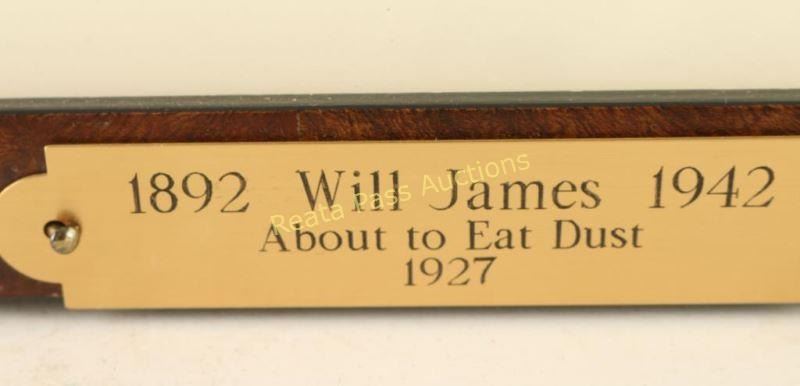 1892 Will James 1942
About to Eat Dust
1927
Reata Pass Auctions